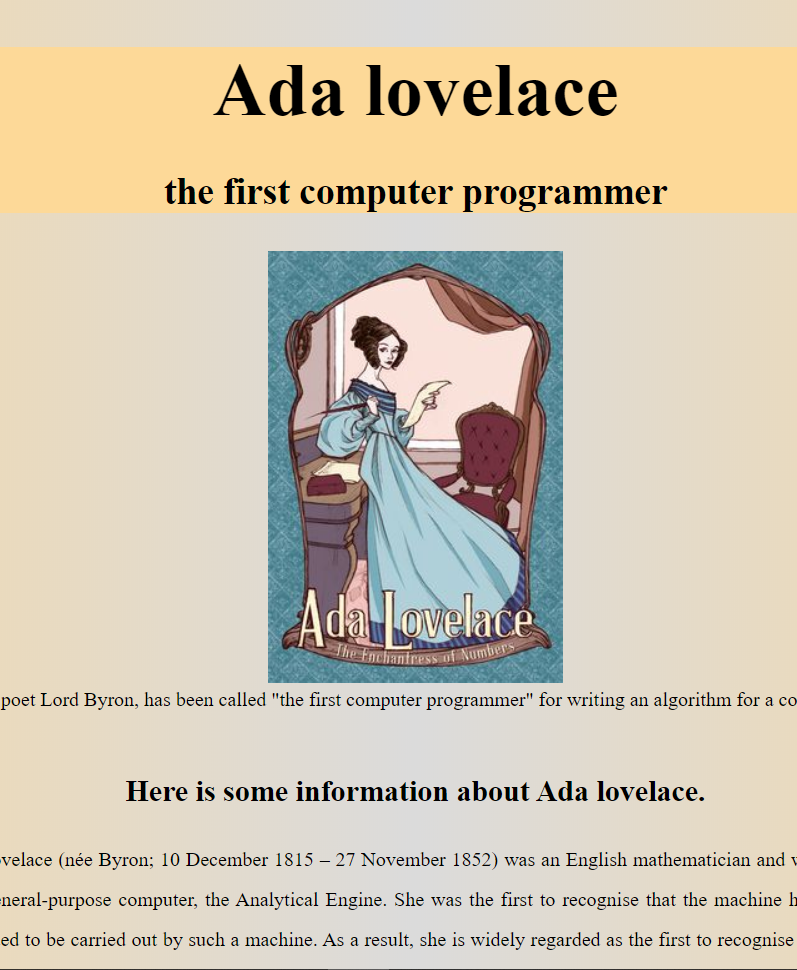 Ada lovelace
the first computer programmer
Ada Lovelace
The Enchantress of Numbers
poet Lord Byron, has been called "the first computer programmer" for writing an algorithm for a co
Here is some information about Ada lovelace.
ovelace (née Byron; 10 December 1815 – 27 November 1852) was an English mathematician and w
eneral-purpose computer, the Analytical Engine. She was the first to recognise that the machine h
ed to be carried out by such a machine. As a result, she is widely regarded as the first to recognise